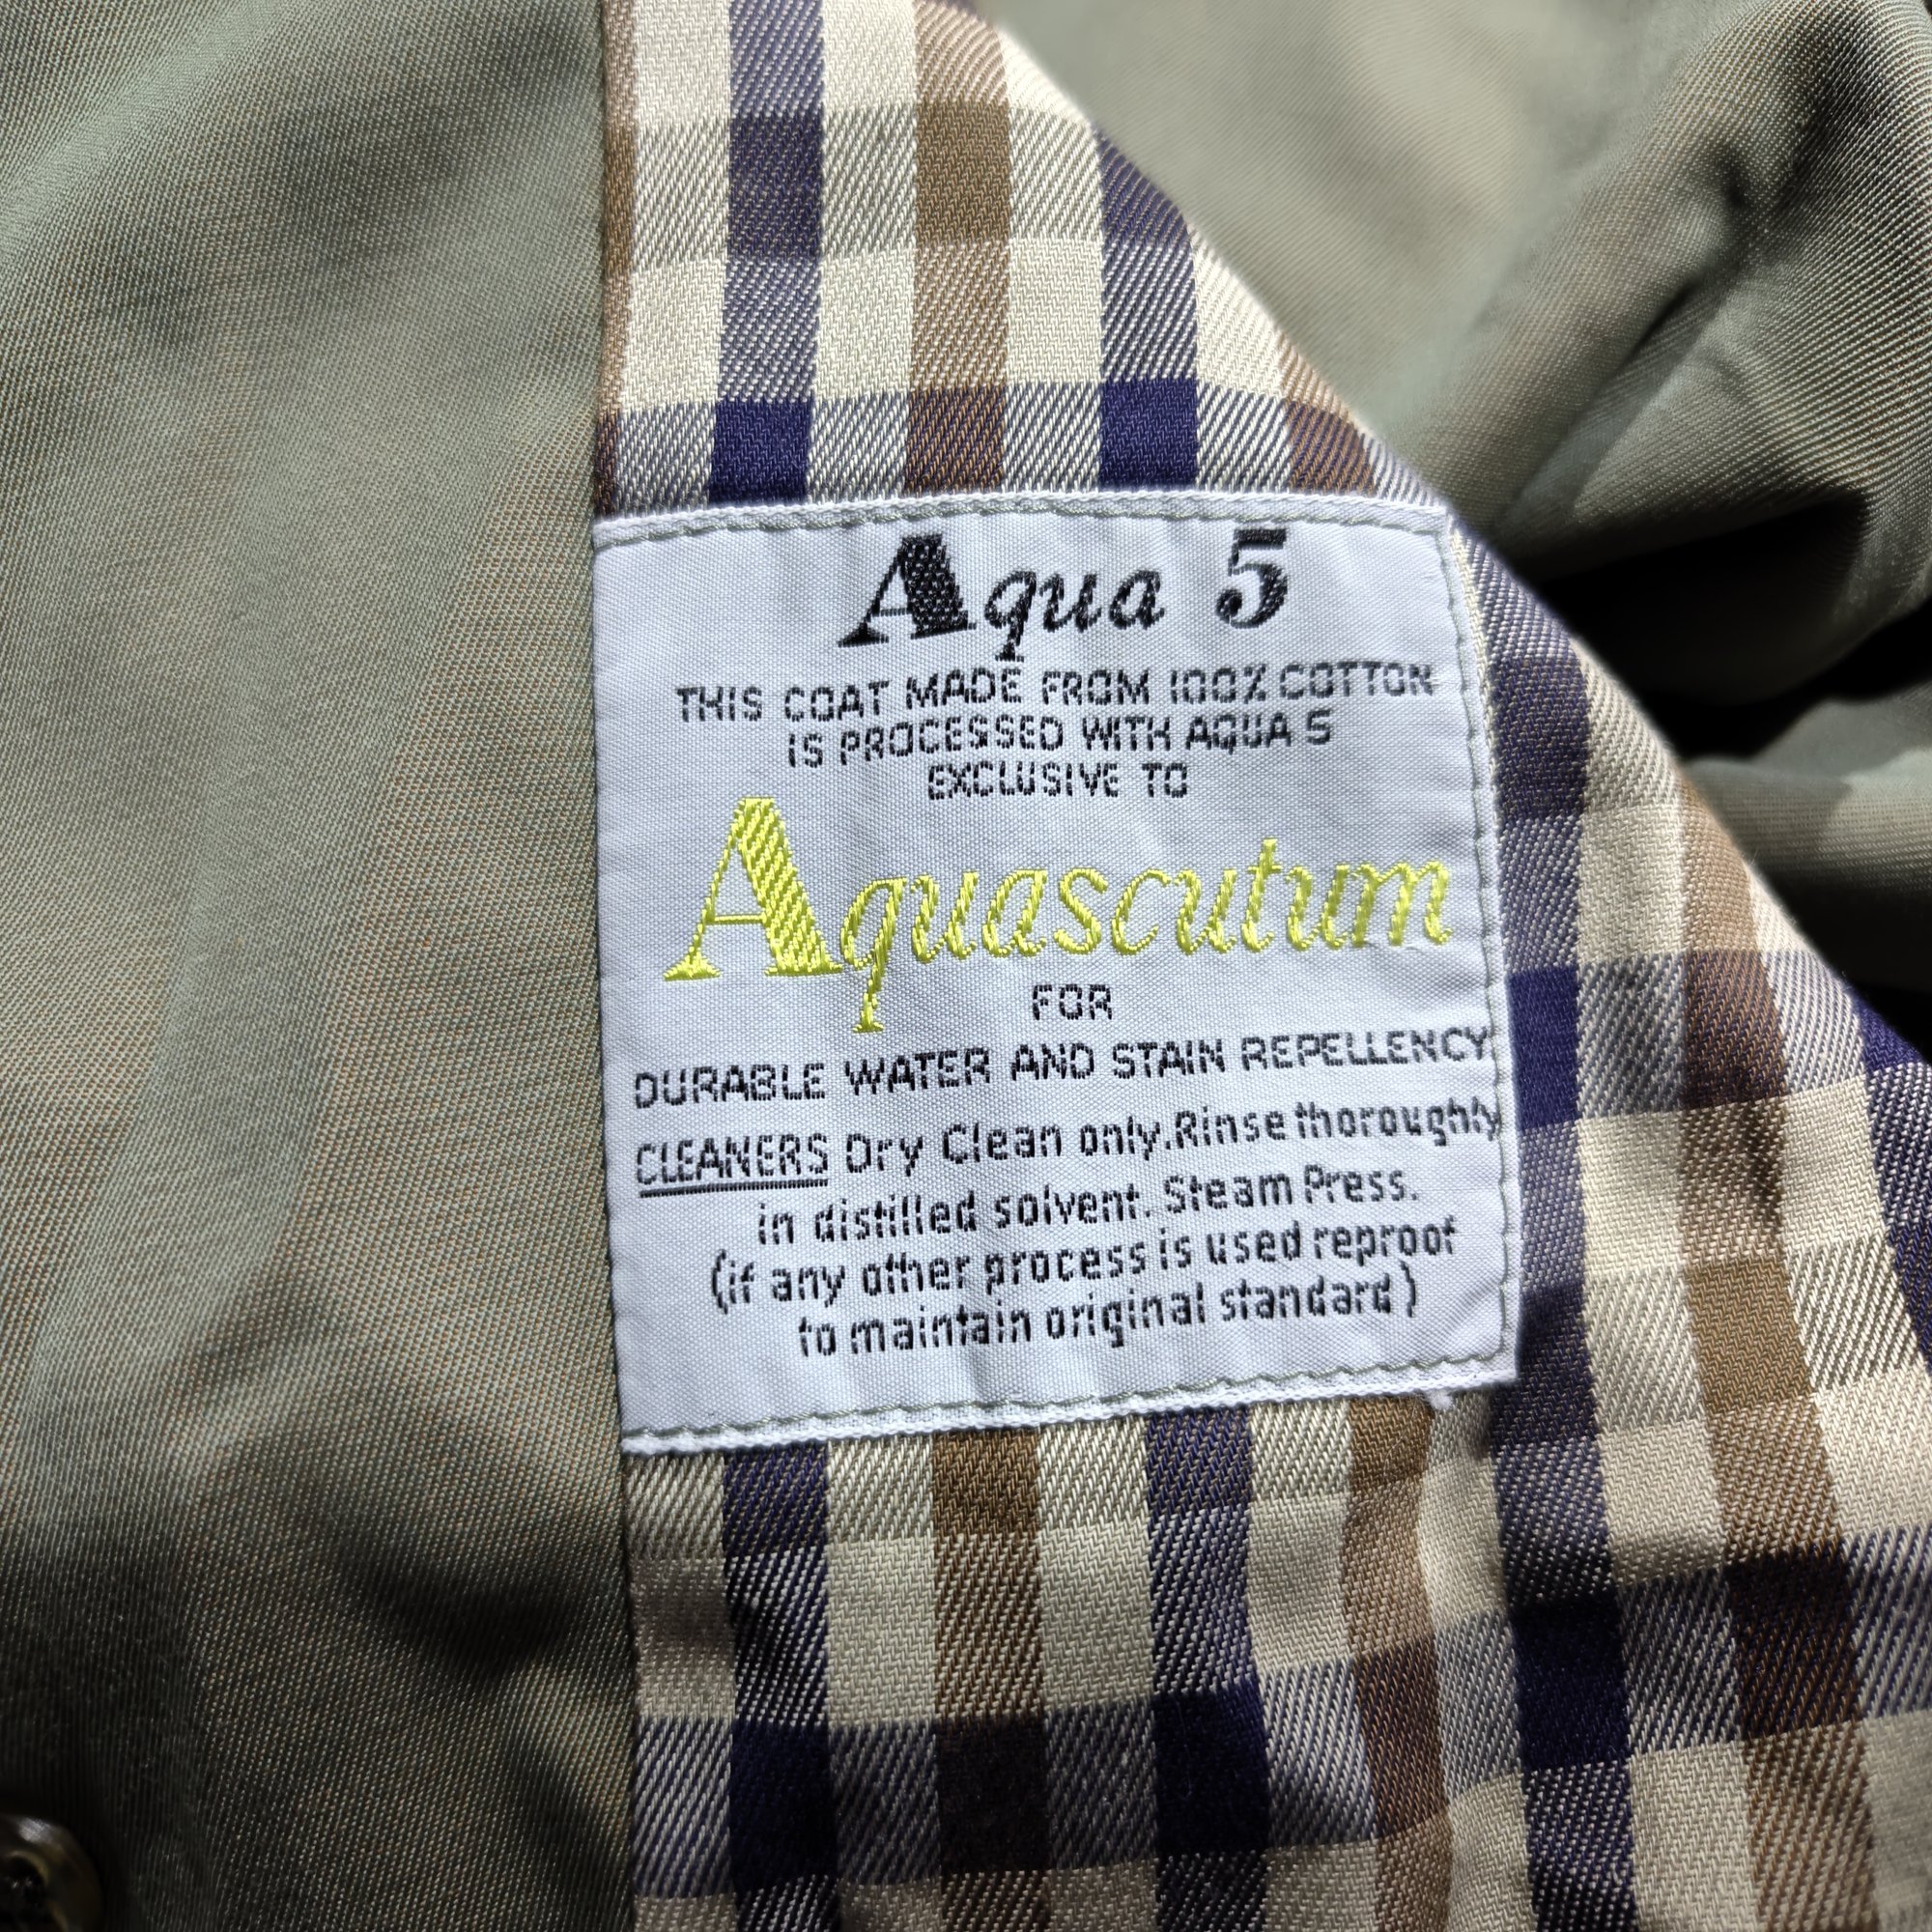 Aqua 5
THIS COAT MADE FROM 100% COTTON
IS PROCESSED WITH AQUA 5
EXCLUSIVE TO
Aquascutum
FOR
DURABLE WATER AND STAIN REPELLENCY
CLEANERS Dry Clean only.Rinse thoroughly
in distilled solvent. Steam Press.
(if any other process is used reproof
to maintain original standard)